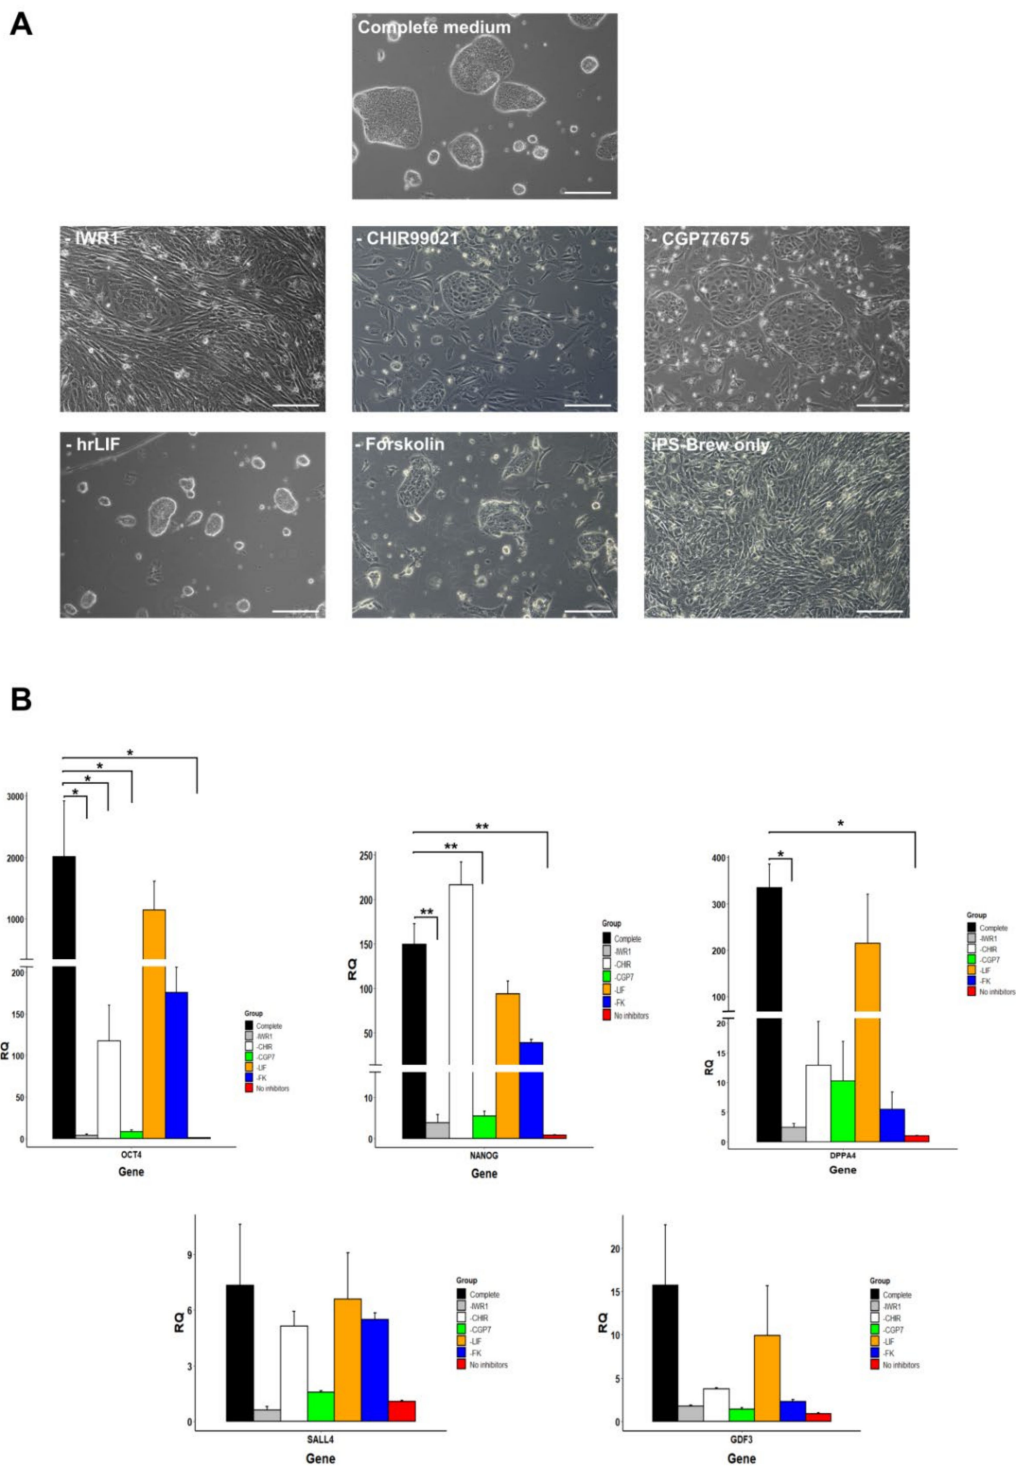 A
Complete medium
- IWR1
- CHIR99021
- CGP77675
- hrLIF
- Forskolin
iPS-Brew only
B
*
*
*
*
3000
2000
1000
200
150
100
50
0
RQ
OCT4
Gene
Group
Complete
-IWR1
-CHIR
-CGP7
-LIF
-FK
No inhibitors
**
**
**
250
200
150
100
50
10
0
RQ
NANOG
Gene
Group
Complete
-IWR1
-CHIR
-CGP7
-LIF
-FK
No inhibitors
*
*
400
300
200
100
20
15
10
5
0
RQ
DPPA4
Gene
Group
Complete
-IWR1
-CHIR
-CGP7
-LIF
-FK
No inhibitors
9
6
3
0
RQ
SALL4
Gene
Group
Complete
-IWR1
-CHIR
-CGP7
-LIF
-FK
No inhibitors
20
15
10
5
0
RQ
GDF3
Gene
Group
Complete
-IWR1
-CHIR
-CGP7
-LIF
-FK
No inhibitors